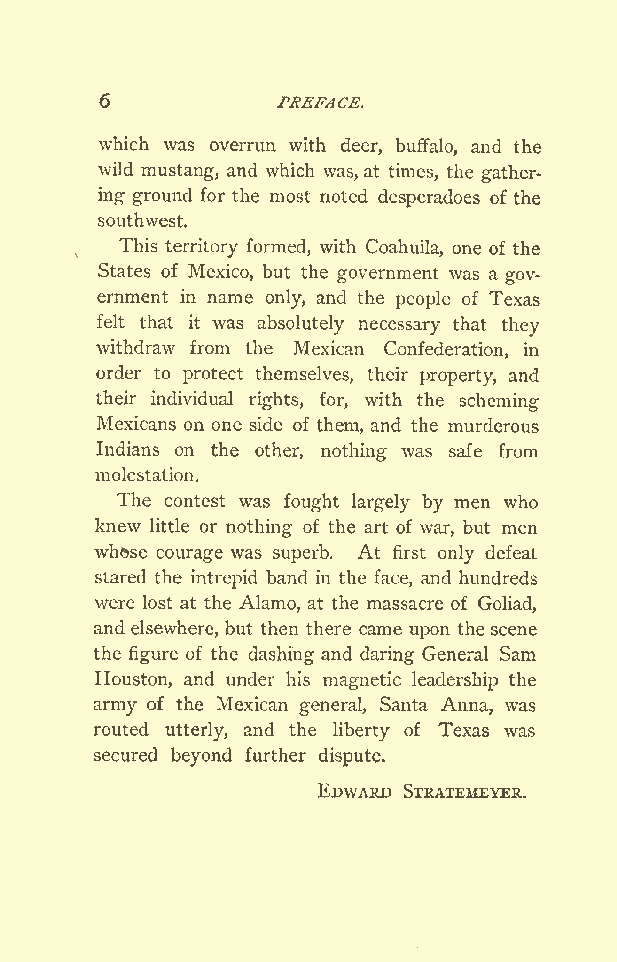 6 PREFACE.
which was overrun with deer, buffalo, and the
wild mustang, and which was, at times, the gather-
ing ground for the most noted desperadoes of the
southwest.
This territory formed, with Coahuila, one of the
States of Mexico, but the government was a gov-
ernment in name only, and the people of Texas
felt that it was absolutely necessary that they
withdraw from the Mexican Confederation, in
order to protect themselves, their property, and
their individual rights, for, with the scheming
Mexicans on one side of them, and the murderous
Indians on the other, nothing was safe from
molestation.
The contest was fought largely by men who
knew little or nothing of the art of war, but men
whose courage was superb. At first only defeat
stared the intrepid band in the face, and hundreds
were lost at the Alamo, at the massacre of Goliad,
and elsewhere, but then there came upon the scene
the figure of the dashing and daring General Sam
Houston, and under his magnetic leadership the
army of the Mexican general, Santa Anna, was
routed utterly, and the liberty of Texas was
secured beyond further dispute.
EDWARD STRATEMEYER.